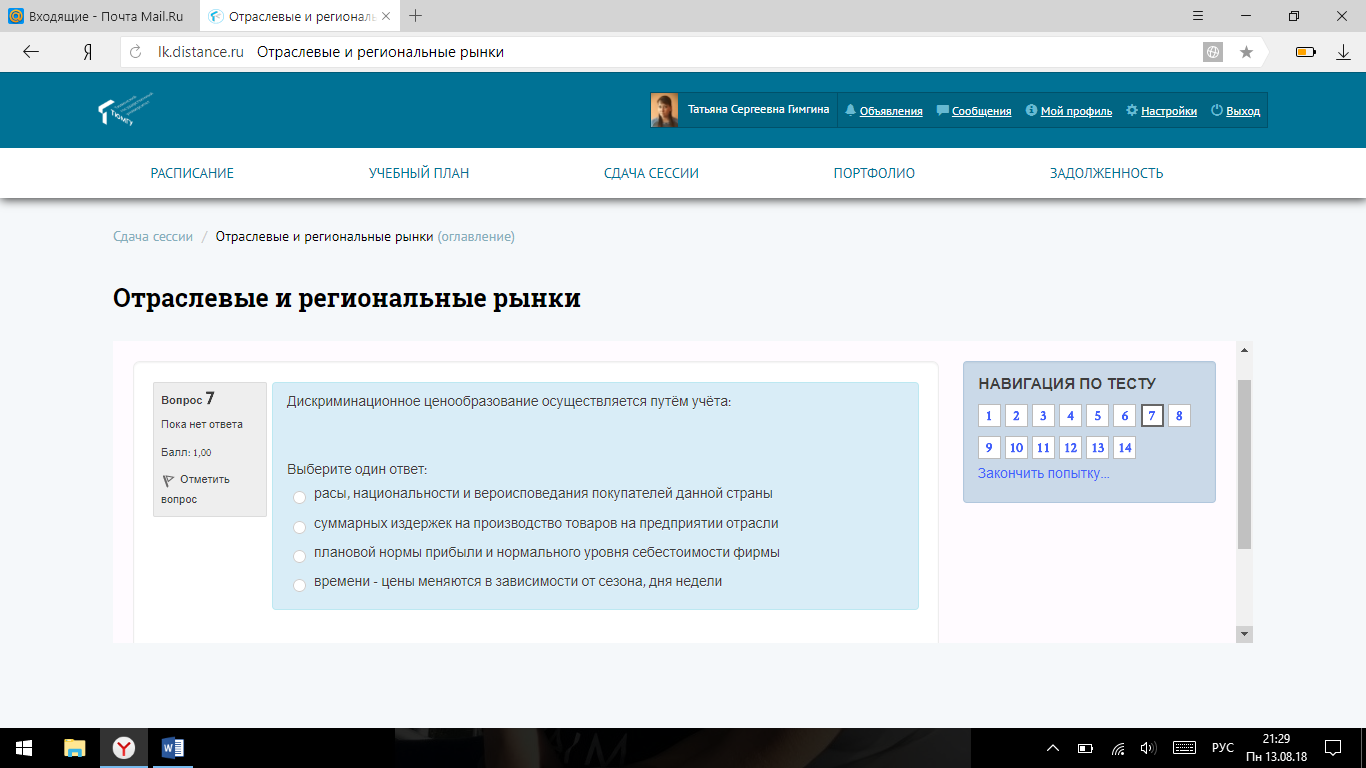 Входящие - Почта Mail.Ru
Отраслевые и региональ
lk.distance.ru Отраслевые и региональные рынки
Татьяна Сергеевна Гимгина Объявления Сообщения Мой профиль Настройки Выход
РАСПИСАНИЕ УЧЕБНЫЙ ПЛАН СДАЧА СЕССИИ ПОРТФОЛИО ЗАДОЛЖЕННОСТЬ
Сдача сессии / Отраслевые и региональные рынки (оглавление)
Отраслевые и региональные рынки
Вопрос 7
Пока нет ответа
Балл: 1,00
Отметить
вопрос
Дискриминационное ценообразование осуществляется путём учёта:
Выберите один ответ:
расы, национальности и вероисповедания покупателей данной страны
суммарных издержек на производство товаров на предприятии отрасли
плановой нормы прибыли и нормального уровня себестоимости фирмы
времени - цены меняются в зависимости от сезона, дня недели
НАВИГАЦИЯ ПО ТЕСТУ
1 2 3 4 5 6 7 8
9 10 11 12 13 14
Закончить попытку...
РУС
21:29
Пн 13.08.18